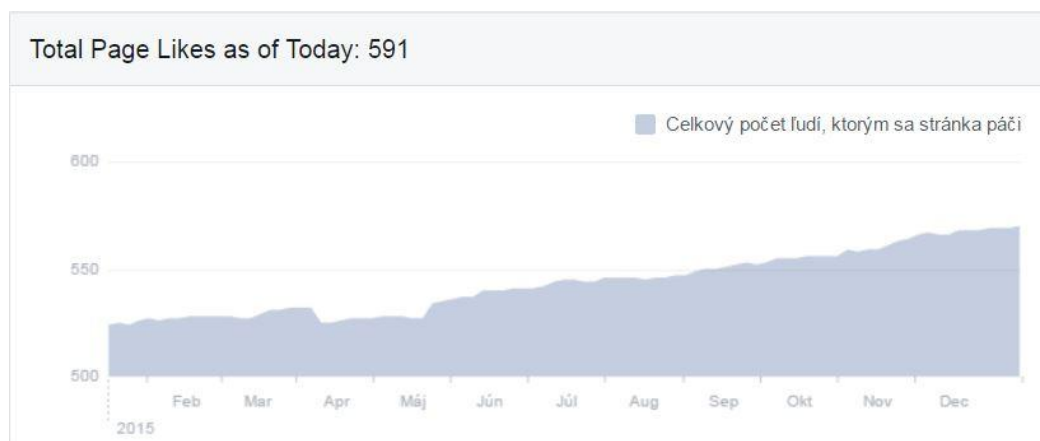 Total Page Likes as of Today: 591
Celkový počet ľudí, ktorým sa stránka páči
600
550
500
Feb Mar Apr Máj Jún Júl Aug Sep Okt Nov Dec
2015